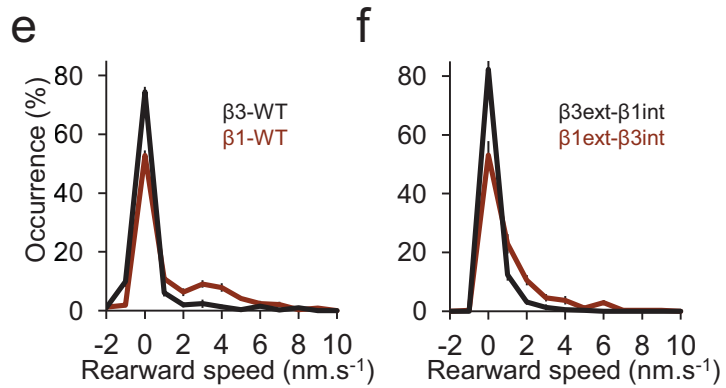 e
Occurrence (%)
80
60
40
20
0
β3-WT
β1-WT
-2 0 2 4 6 8 10
Rearward speed (nm.s-1)
f
80
60
40
20
0
β3ext-β1int
β1ext-β3int
-2 0 2 4 6 8 10
Rearward speed (nm.s-1)